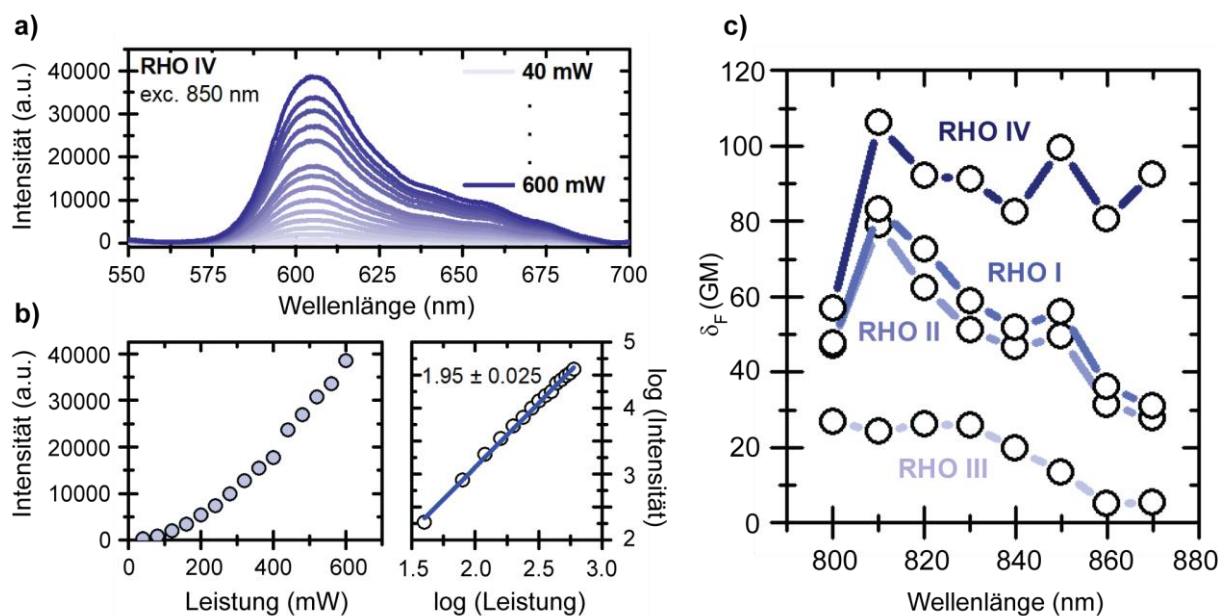 a)
RHO IV
exc. 850 nm
40 mW
.
.
.
600 mW
Intensität (a.u.)
40000
30000
20000
10000
0
550 575 600 625 650 675 700
Wellenlänge (nm)
b)
Intensität (a.u.)
40000
30000
20000
10000
0
0 200 400 600
Leistung (mW)
1.95 ± 0.025
5
4
3
2
log (Intensität)
1.5 2.0 2.5 3.0
log (Leistung)
c)
δF (GM)
120
100
80
60
40
20
0
RHO IV
RHO I
RHO II
RHO III
800 820 840 860 880
Wellenlänge (nm)